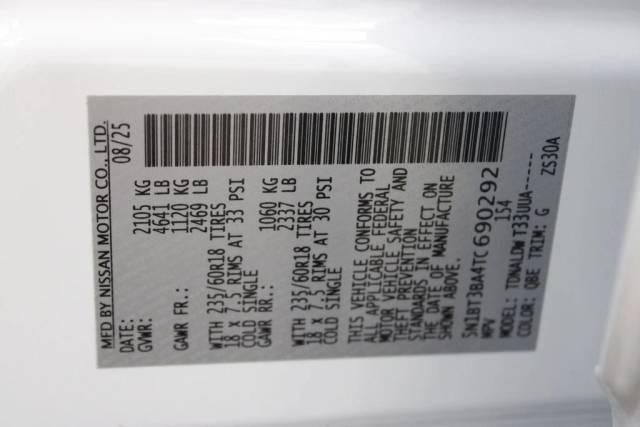 MFD BY NISSAN MOTOR CO., LTD.
DATE: 08/25
GVWR: 2105 KG
4641 LB
GAWR FR.: 1120 KG
2469 LB
WITH 235/60R18 TIRES
18 x 7.5 RIMS AT 33 PSI
COLD SINGLE
GAWR RR.: 1060 KG
2337 LB
WITH 235/60R18 TIRES
18 x 7.5 RIMS AT 30 PSI
COLD SINGLE
THIS VEHICLE CONFORMS TO
ALL APPLICABLE FEDERAL
MOTOR VEHICLE SAFETY AND
THEFT PREVENTION
STANDARDS IN EFFECT ON
THE DATE OF MANUFACTURE
SHOWN ABOVE.
5N1BT3BA4TC690292
MPV 1S4
MODEL: TDNALDW T33UUA------
COLOR: QBE TRIM: G ZS30A